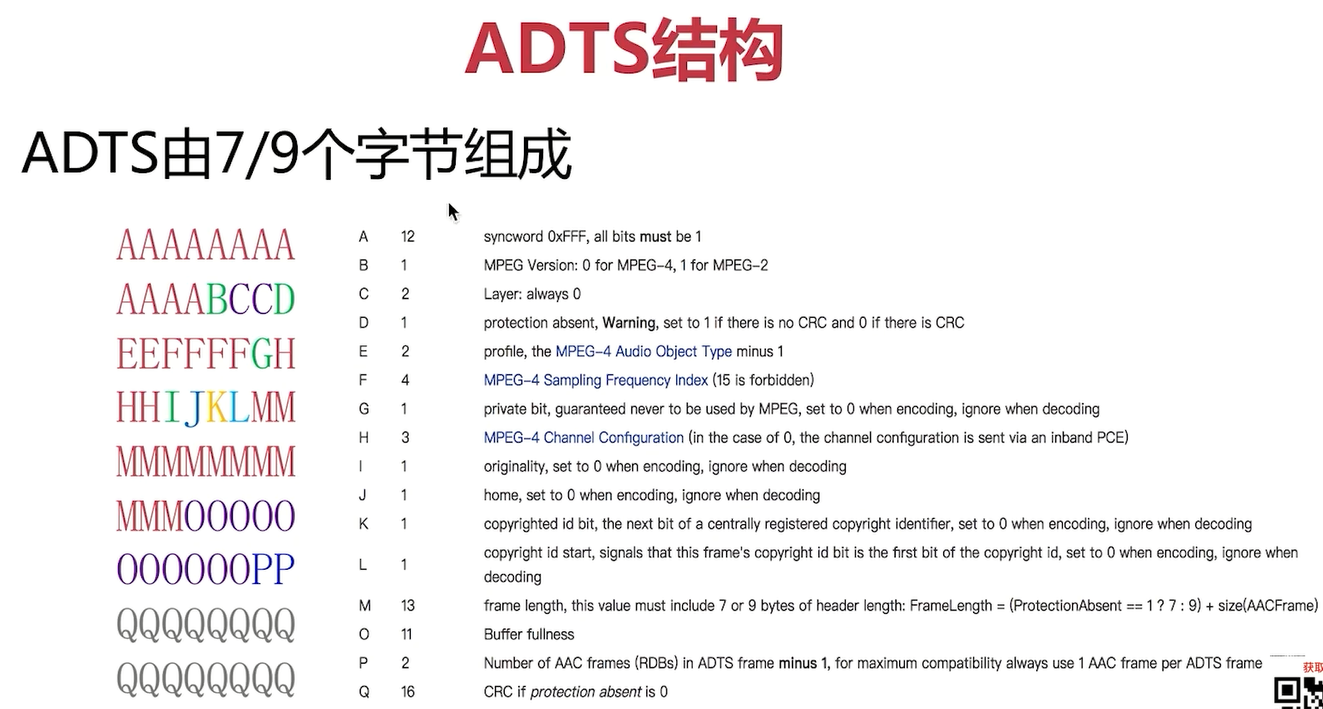 ADTS结构
ADTS由7/9个字节组成
AAAAAAAA
AAAABCCD
EEFFFFGH
HHIJKLMM
MMMMMMMM
MMMOOOOO
OOOOOOPP
QQQQQQQQ
QQQQQQQQ
A 12 syncword 0xFFF, all bits must be 1
B 1 MPEG Version: 0 for MPEG-4, 1 for MPEG-2
C 2 Layer: always 0
D 1 protection absent, Warning, set to 1 if there is no CRC and 0 if there is CRC
E 2 profile, the MPEG-4 Audio Object Type minus 1
F 4 MPEG-4 Sampling Frequency Index (15 is forbidden)
G 1 private bit, guaranteed never to be used by MPEG, set to 0 when encoding, ignore when decoding
H 3 MPEG-4 Channel Configuration (in the case of 0, the channel configuration is sent via an inband PCE)
I 1 originality, set to 0 when encoding, ignore when decoding
J 1 home, set to 0 when encoding, ignore when decoding
K 1 copyrighted id bit, the next bit of a centrally registered copyright identifier, set to 0 when encoding, ignore when decoding
L 1 copyright id start, signals that this frame's copyright id bit is the first bit of the copyright id, set to 0 when encoding, ignore when
decoding
M 13 frame length, this value must include 7 or 9 bytes of header length: FrameLength = (ProtectionAbsent == 1 ? 7 : 9) + size(AACFrame)
O 11 Buffer fullness
P 2 Number of AAC frames (RDBs) in ADTS frame minus 1, for maximum compatibility always use 1 AAC frame per ADTS frame
Q 16 CRC if protection absent is 0
获取